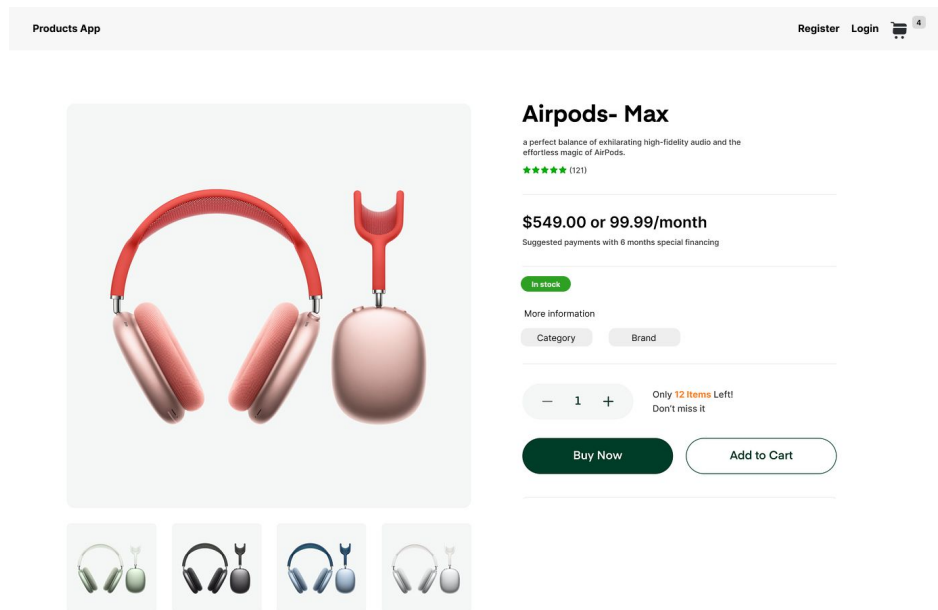 Products App
Register Login 4
Airpods- Max
a perfect balance of exhilarating high-fidelity audio and the
effortless magic of AirPods.
(121)
$549.00 or 99.99/month
Suggested payments with 6 months special financing
In stock
More information
Category Brand
— 1 +
Only 12 Items Left!
Don't miss it
Buy Now Add to Cart